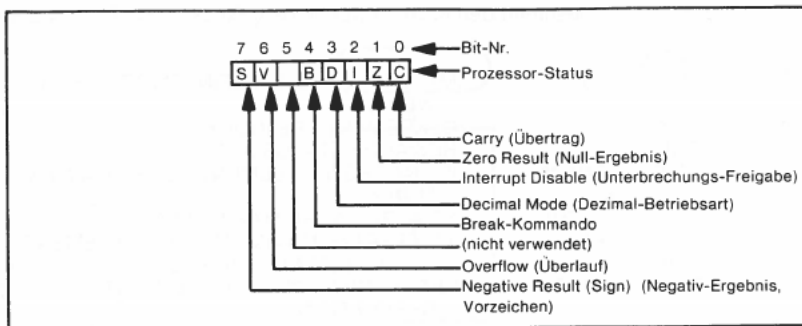 7 6 5 4 3 2 1 0 Bit-Nr.
S V B D I Z C Prozessor-Status
Carry (Übertrag)
Zero Result (Null-Ergebnis)
Interrupt Disable (Unterbrechungs-Freigabe)
Decimal Mode (Dezimal-Betriebsart)
Break-Kommando
(nicht verwendet)
Overflow (Überlauf)
Negative Result (Sign) (Negativ-Ergebnis,
Vorzeichen)